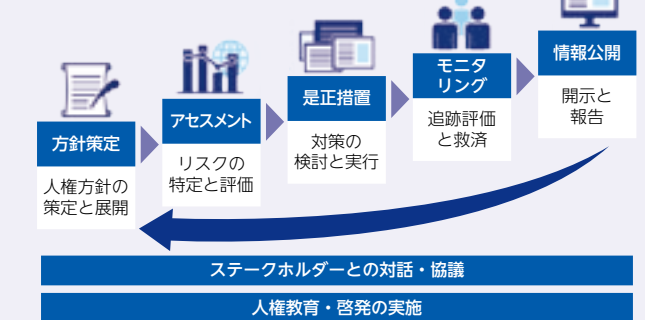 方針策定
人権方針の
策定と展開
アセスメント
リスクの
特定と評価
是正措置
対策の
検討と実行
モニタ
リング
追跡評価
と救済
情報公開
開示と
報告
ステークホルダーとの対話・協議
人権教育・啓発の実施